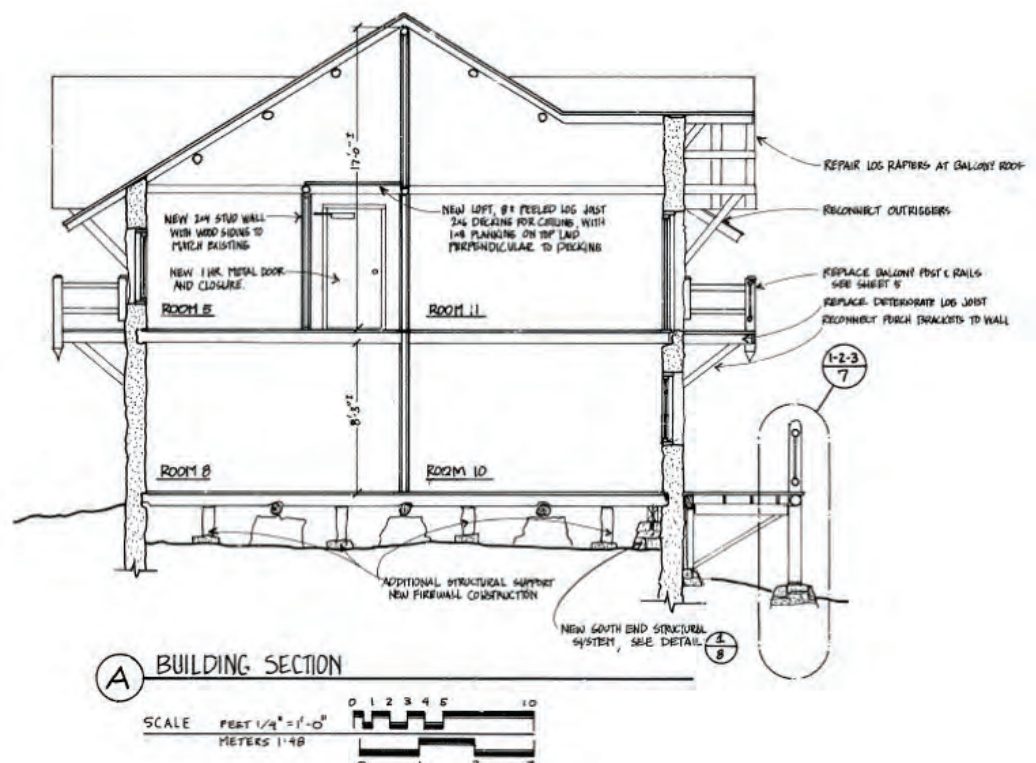 17'-0" ±
REPAIR LOG RAFTERS AT BALCONY ROOF
RECONNECT OUTRIGGERS
NEW 2x4 STUD WALL
WITH WOOD SIDING TO
MATCH EXISTING
NEW LOFT, 8" PEELED LOG JOIST
2x6 DECKING FOR CEILING, WITH
1x8 PLANKING ON TOP LAID
PERPENDICULAR TO DECKING
NEW 1 HR. METAL DOOR
AND CLOSURE.
REPLACE BALCONY POST & RAILS
SEE SHEET 5
REPLACE DETERIORATE LOG JOIST
RECONNECT PORCH BRACKETS TO WALL
ROOM 5
ROOM 11
1-2-3
7
8'-3" ±
ROOM 8
ROOM 10
ADDITIONAL STRUCTURAL SUPPORT
NEW FIREWALL CONSTRUCTION
NEW SOUTH END STRUCTURAL
SYSTEM, SEE DETAIL
1
8
A BUILDING SECTION
0 1 2 3 4 5 10
SCALE FEET 1/4" = 1'-0"
METERS 1:48